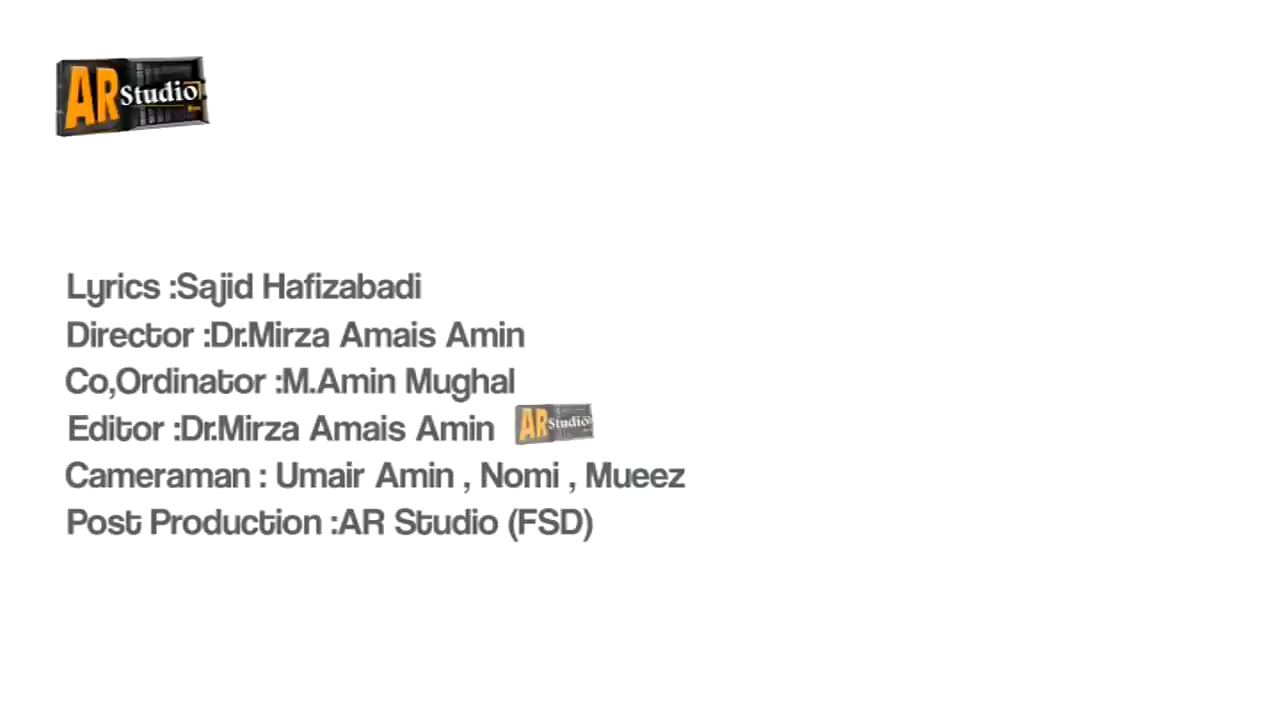 AR Studio
Lyrics :Sajid Hafizabadi
Director :Dr.Mirza Amais Amin
Co,Ordinator :M.Amin Mughal
Editor :Dr.Mirza Amais Amin AR Studio
Cameraman : Umair Amin , Nomi , Mueez
Post Production :AR Studio (FSD)